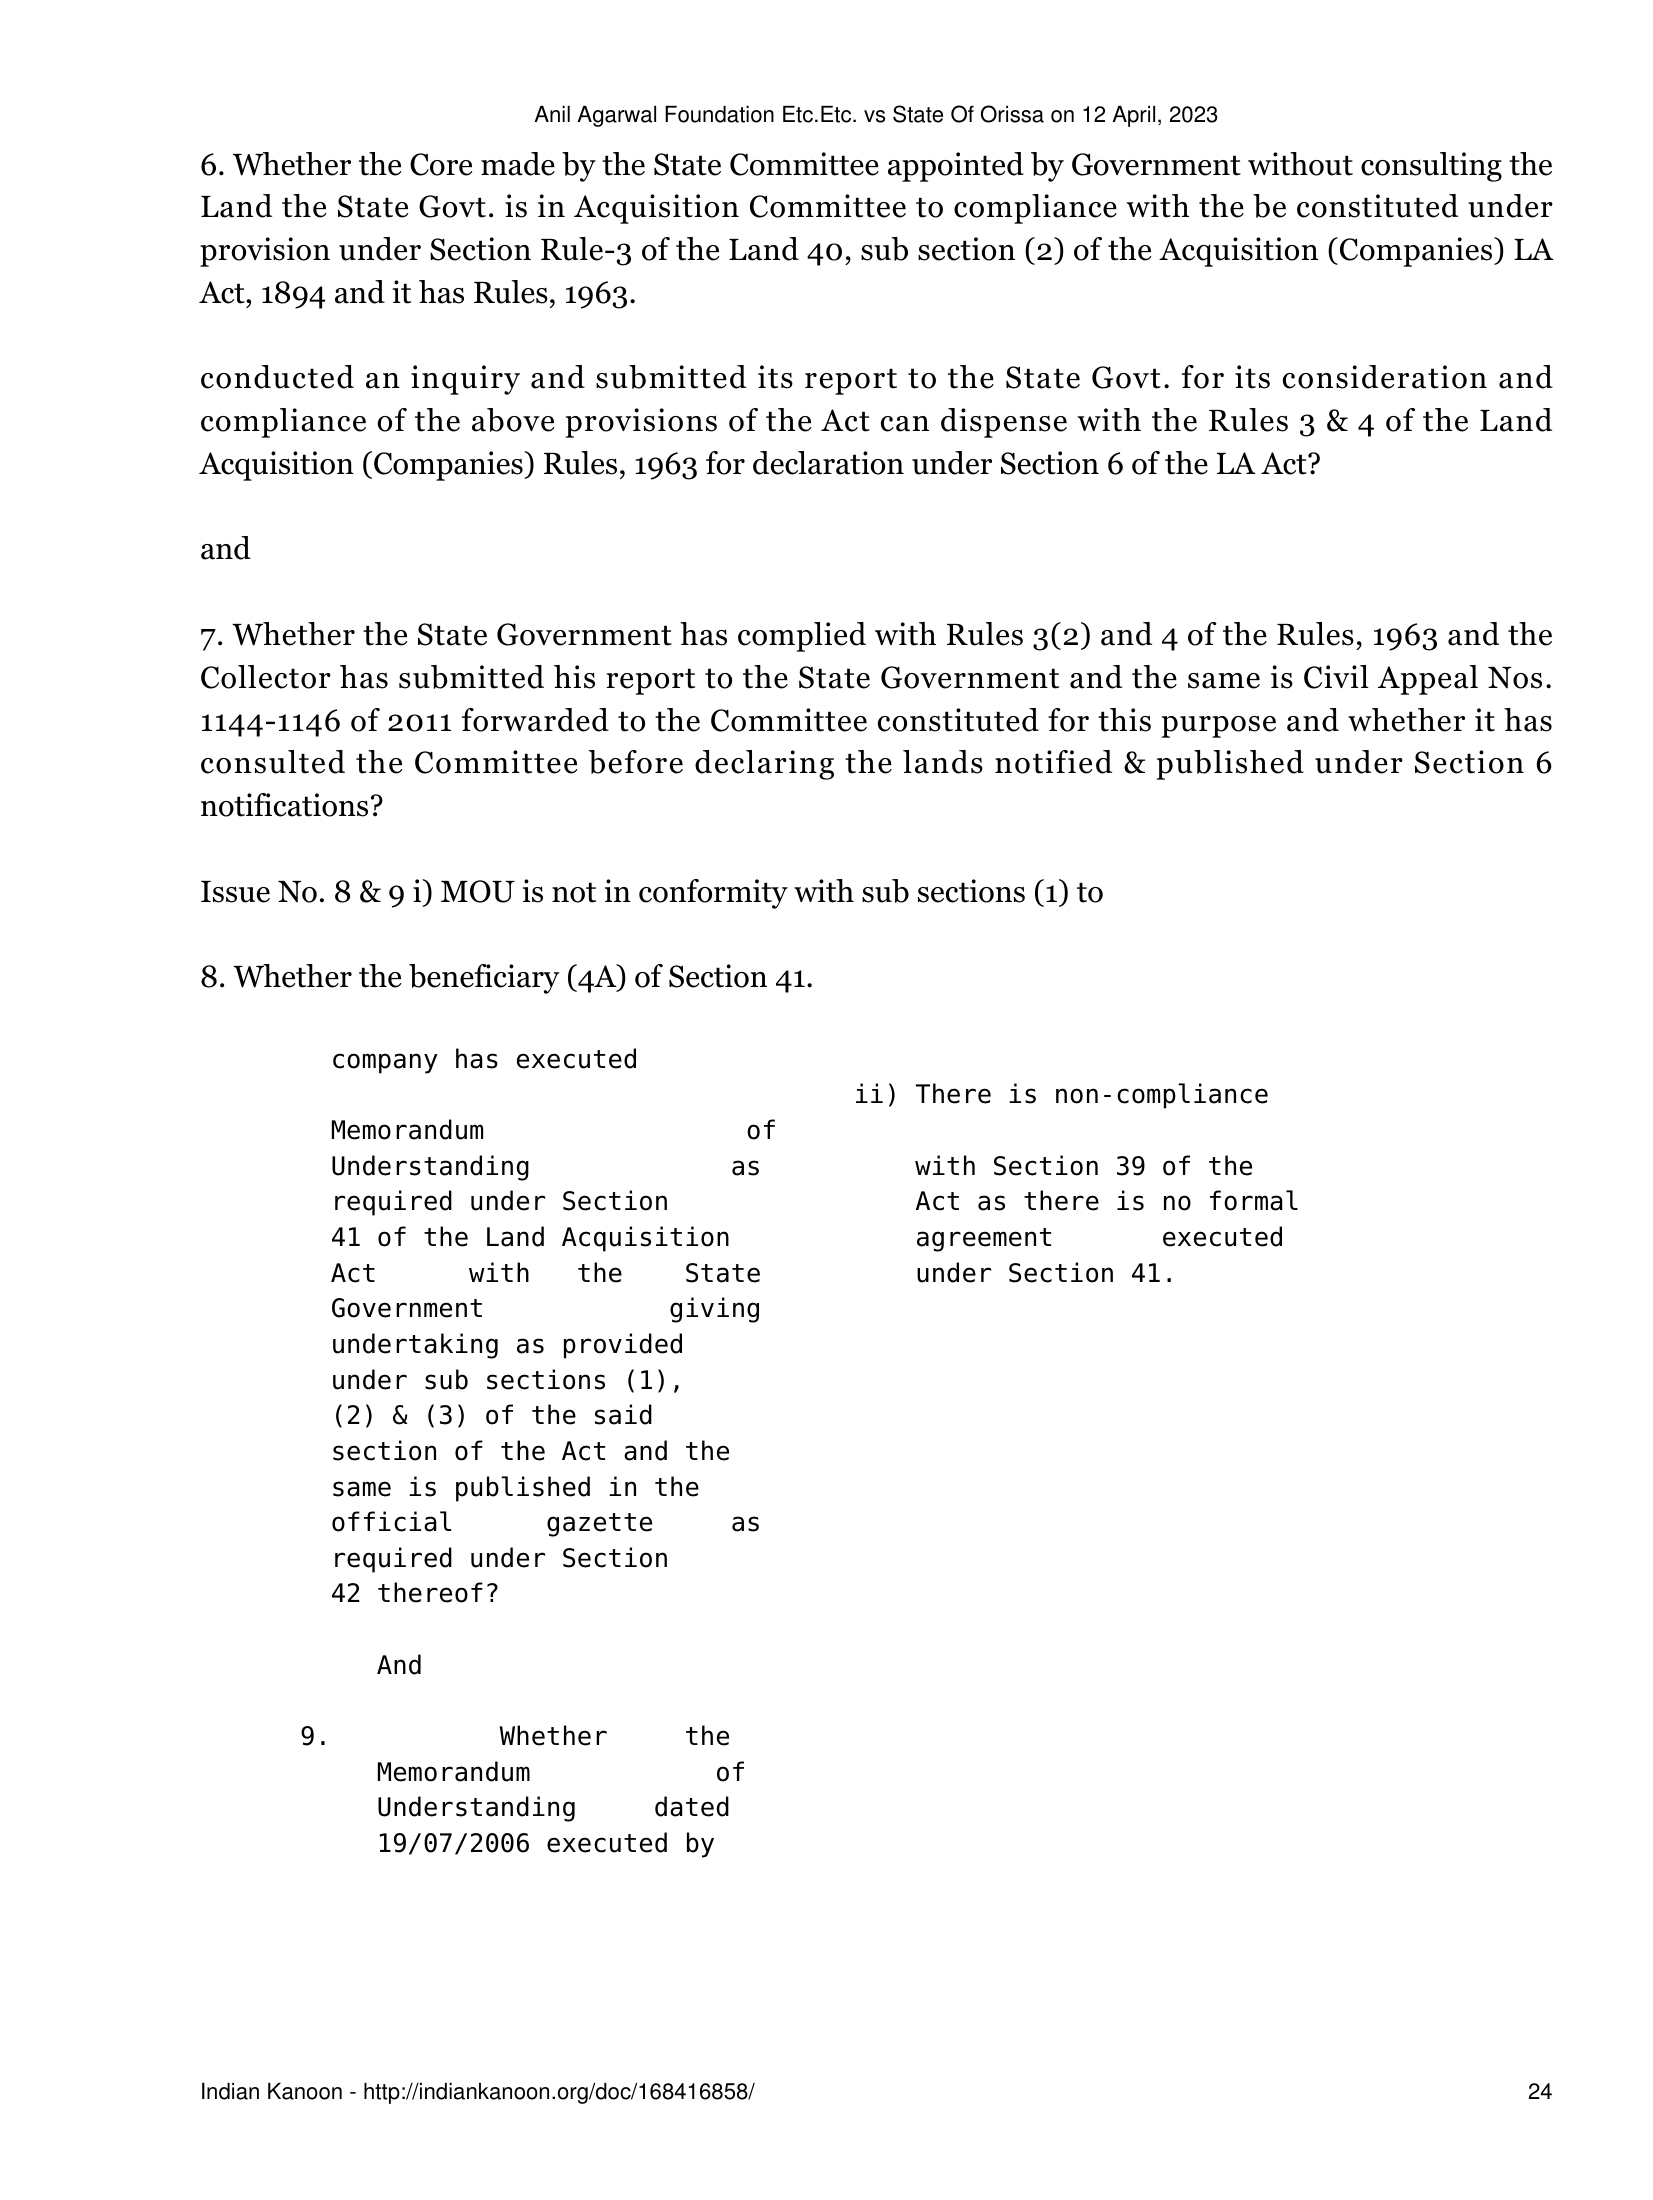 Anil Agarwal Foundation Etc.Etc. vs State Of Orissa on 12 April, 2023
6. Whether the Core made by the State Committee appointed by Government without consulting the
Land the State Govt. is in Acquisition Committee to compliance with the be constituted under
provision under Section Rule-3 of the Land 40, sub section (2) of the Acquisition (Companies) LA
Act, 1894 and it has Rules, 1963.
conducted an inquiry and submitted its report to the State Govt. for its consideration and
compliance of the above provisions of the Act can dispense with the Rules 3 & 4 of the Land
Acquisition (Companies) Rules, 1963 for declaration under Section 6 of the LA Act?
and
7. Whether the State Government has complied with Rules 3(2) and 4 of the Rules, 1963 and the
Collector has submitted his report to the State Government and the same is Civil Appeal Nos.
1144-1146 of 2011 forwarded to the Committee constituted for this purpose and whether it has
consulted the Committee before declaring the lands notified & published under Section 6
notifications?
Issue No. 8 & 9 i) MOU is not in conformity with sub sections (1) to
8. Whether the beneficiary (4A) of Section 41.
company has executed
ii) There is non-compliance
Memorandum of
Understanding as with Section 39 of the
required under Section Act as there is no formal
41 of the Land Acquisition agreement executed
Act with the State under Section 41.
Government giving
undertaking as provided
under sub sections (1),
(2) & (3) of the said
section of the Act and the
same is published in the
official gazette as
required under Section
42 thereof?
And
9. Whether the
Memorandum of
Understanding dated
19/07/2006 executed by
Indian Kanoon - http://indiankanoon.org/doc/168416858/ 24